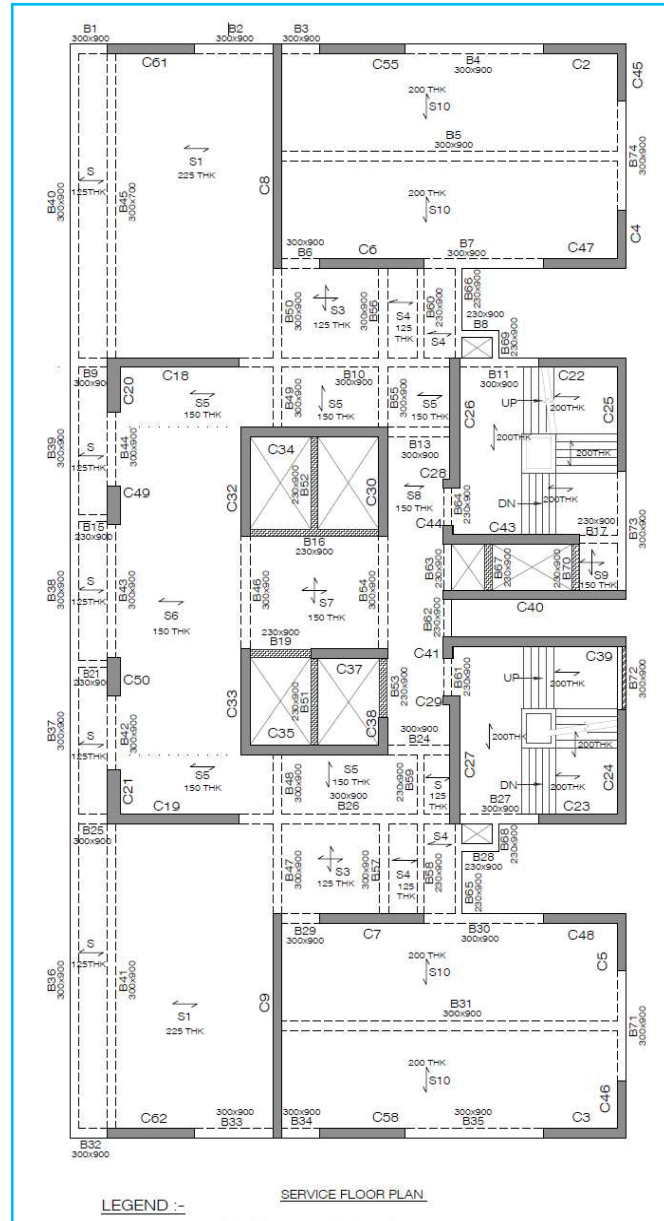 B1
300x900
B2
300x900
B3
300x900
C61
C55
B4
300x900
C2
C45
200 THK
S10
S1
225 THK
B5
300x900
B74
300x900
S
125THK
B40
300x900
B45
300x700
C8
200 THK
S10
C4
300x900
B6
C6
B7
300x900
C47
B50
300x900
S3
125 THK
B56
300x900
S4
125
THK
B60
230x900
S4
B66
230x900
B8
B69
230x900
B9
300x900
C20
C18
S5
150 THK
B49
300x900
B10
300x900
S5
150 THK
B55
300x900
S5
150 THK
B11
300x900
C22
C26
UP
200THK
C25
200THK
200THK
B39
300x900
S
125THK
B44
300x900
C34
B52
230x900
C30
C32
B13
300x900
S8
150 THK
C28
B64
230x900
C44
DN
200THK
C43
C49
B15
230x900
B16
230x900
230x900
B17
B73
300x900
B38
300x900
S
125THK
B43
300x900
S6
150 THK
B46
300x900
S7
150 THK
B54
300x900
B63
230x900
B67
230x900
B70
230x900
S9
150 THK
B62
230x900
C40
230x900
B19
C41
C39
B21
230x900
C50
C33
B51
230x900
C37
C35
C38
B53
230x900
B61
230x900
C29
UP
200THK
B72
300x900
B37
300x900
S
125THK
B42
300x900
300x900
B24
200THK
200THK
C27
C24
C21
S5
150 THK
C19
B48
300x900
S5
150 THK
300x900
B26
B59
230x900
S
125
THK
DN
200THK
B27
300x900
C23
B25
300x900
B47
300x900
S3
125 THK
B57
300x900
S4
125
THK
B58
230x900
S4
B68
230x900
B28
230x900
B65
230x900
B29
300x900
C7
B30
300x900
C48
C5
B36
300x900
S
125THK
B41
300x900
C9
200 THK
S10
S1
225 THK
B31
300x900
B71
300x900
200 THK
S10
C46
C62
300x900
B33
300x900
B34
C58
300x900
B35
C3
B32
300x900
SERVICE FLOOR PLAN
LEGEND :-